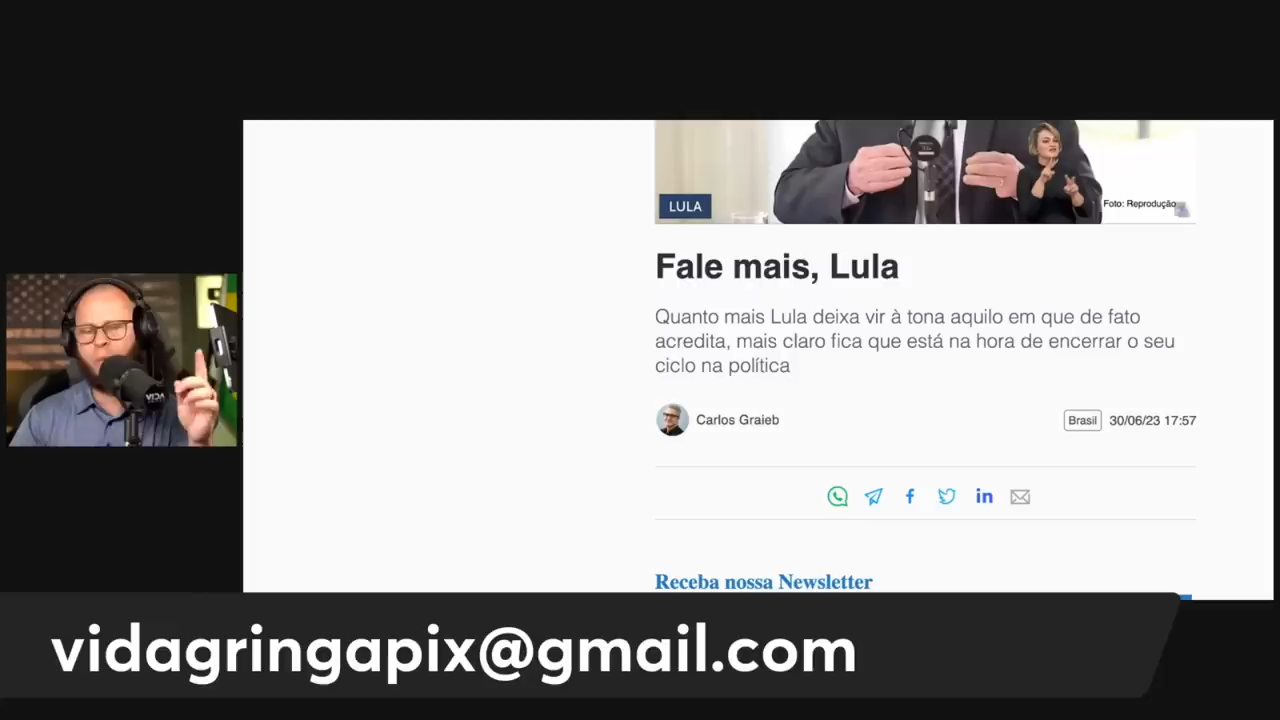 LULA
Foto: Reprodução
Fale mais, Lula
Quanto mais Lula deixa vir à tona aquilo em que de fato
acredita, mais claro fica que está na hora de encerrar o seu
ciclo na política
Carlos Graieb
Brasil 30/06/23 17:57
Receba nossa Newsletter
VIDA
vidagringapix@gmail.com